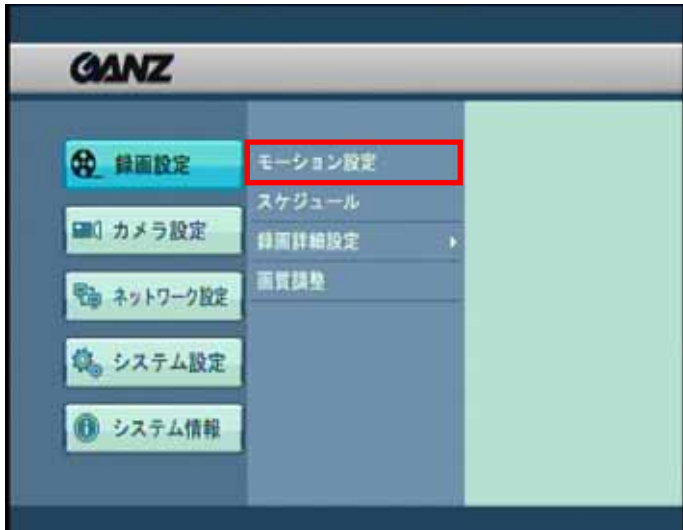 GANZ
録画設定
カメラ設定
ネットワーク設定
システム設定
システム情報
モーション設定
スケジュール
録画詳細設定
画質調整